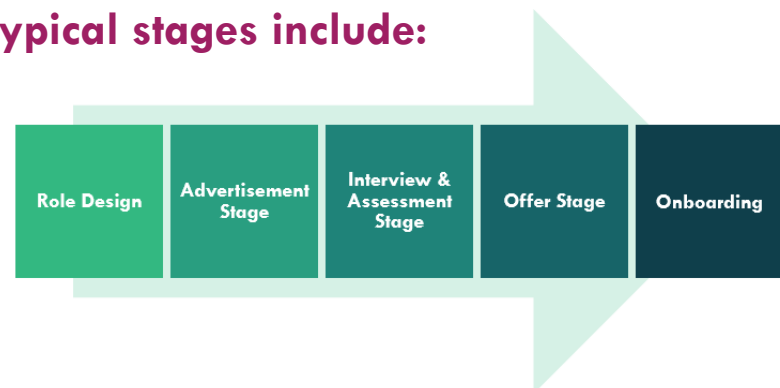 ypical stages include:
Role Design
Advertisement
Stage
Interview &
Assessment
Stage
Offer Stage
Onboarding